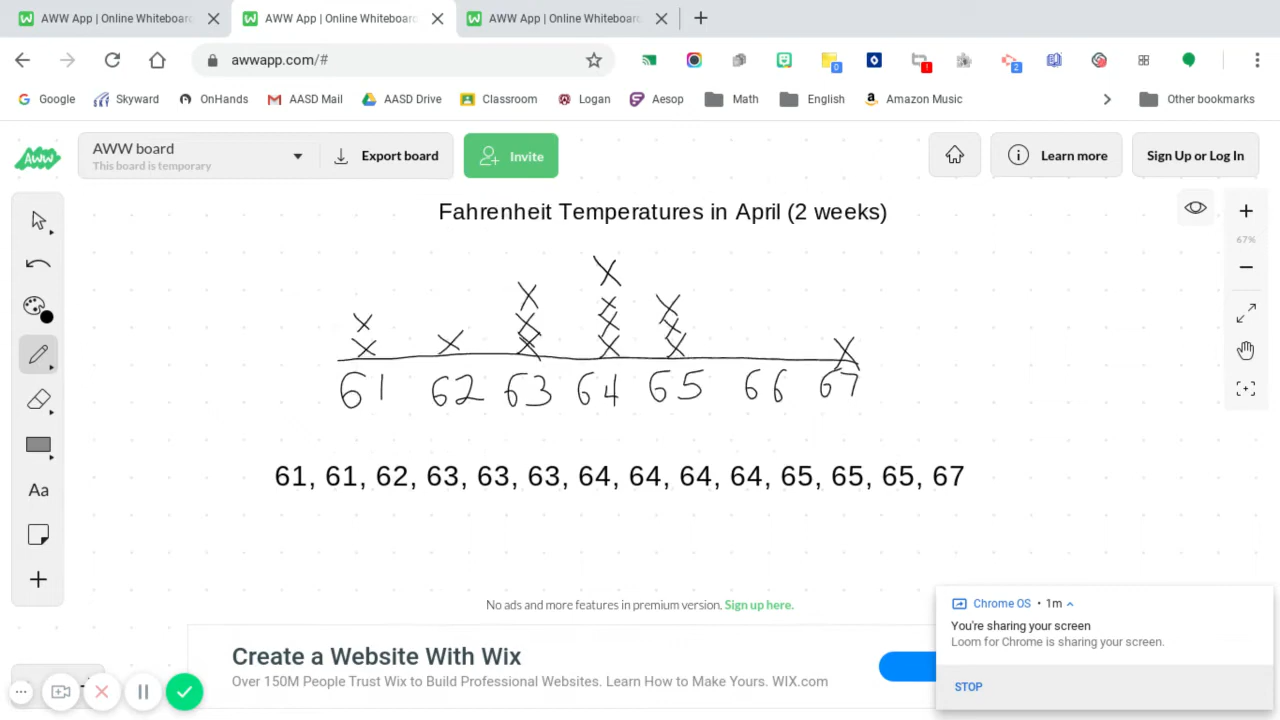 AWW App | Online Whiteboard
AWW App | Online Whiteboard
AWW App | Online Whiteboard
awwapp.com/#
0
!
2
Google
Skyward
OnHands
AASD Mail
AASD Drive
Classroom
Logan
Aesop
Math
English
Amazon Music
Other bookmarks
AWW
AWW board
This board is temporary
Export board
Invite
Learn more
Sign Up or Log In
Fahrenheit Temperatures in April (2 weeks)
67%
61 62 63 64 65 66 67
61, 61, 62, 63, 63, 63, 64, 64, 64, 64, 65, 65, 65, 67
Aa
No ads and more features in premium version. Sign up here.
Create a Website With Wix
Over 150M People Trust Wix to Build Professional Websites. Learn How to Make Yours. WIX.com
Chrome OS • 1m
You're sharing your screen
Loom for Chrome is sharing your screen.
STOP